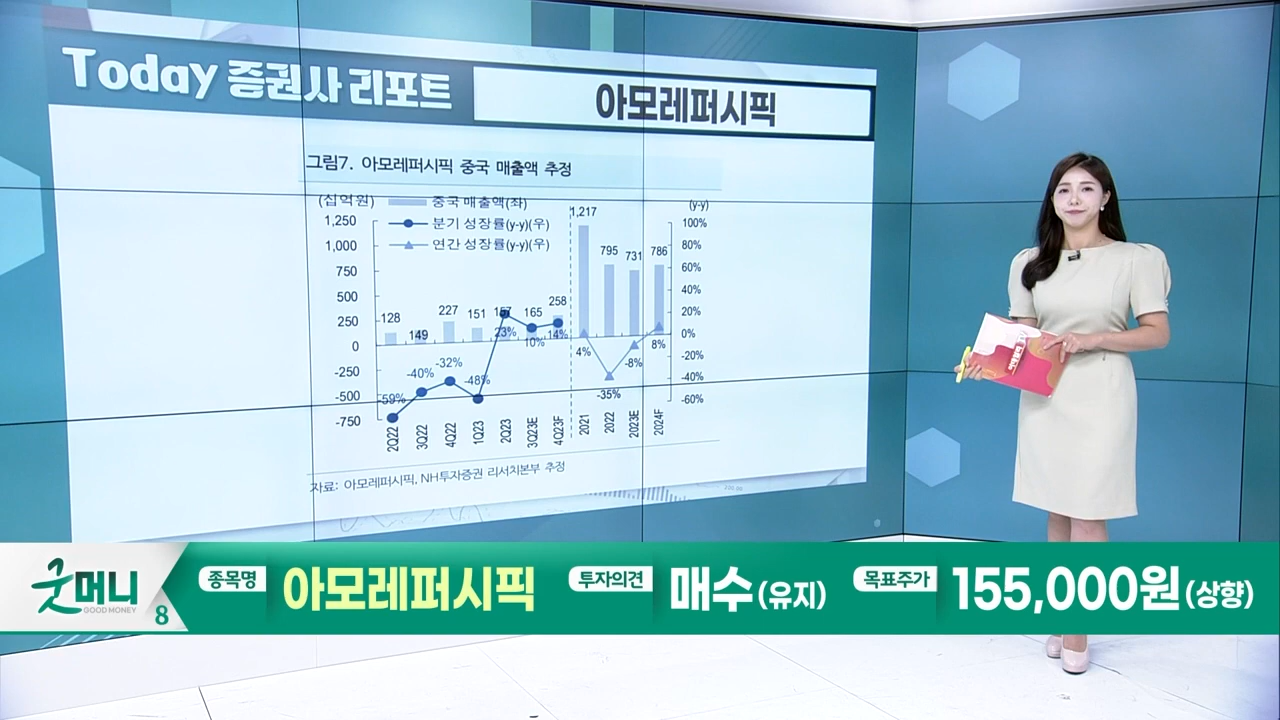 Today 증권사 리포트
아모레퍼시픽
그림7. 아모레퍼시픽 중국 매출액 추정
(십억원)
중국 매출액(좌)
분기 성장률(y-y)(우)
연간 성장률(y-y)(우)
(y-y)
1,250
1,000
750
500
250
0
-250
-500
-750
128
149
227
151
157
165
258
1,217
795
731
786
-59%
-40%
-32%
-48%
23%
10%
14%
4%
-35%
-8%
8%
100%
80%
60%
40%
20%
0%
-20%
-40%
-60%
2Q22
3Q22
4Q22
1Q23
2Q23
3Q23E
4Q23F
2021
2022
2023E
2024F
자료: 아모레퍼시픽, NH투자증권 리서치본부 추정
굿머니
GOOD MONEY
8
종목명
아모레퍼시픽
투자의견
매수(유지)
목표주가
155,000원(상향)